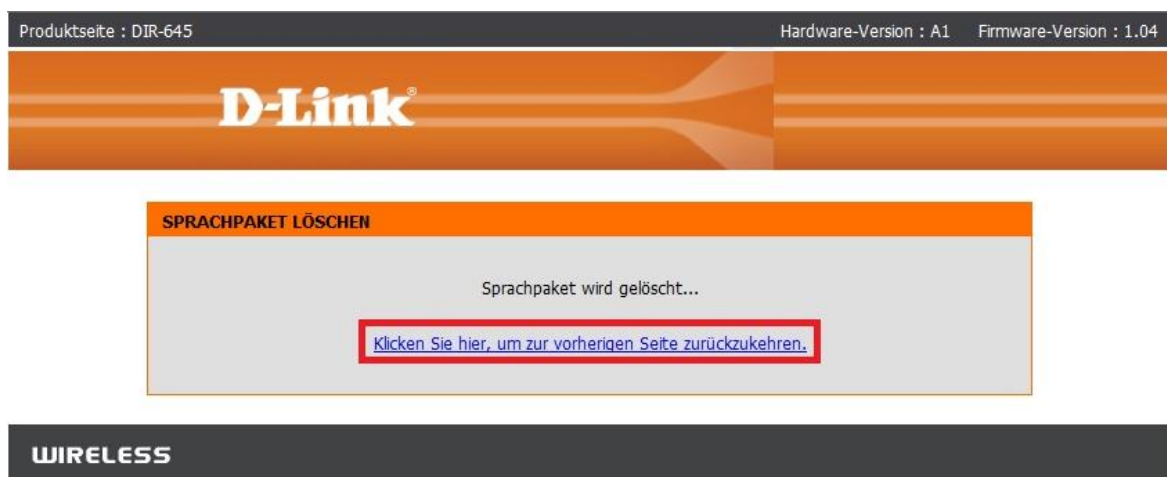 Produktseite : DIR-645 Hardware-Version : A1 Firmware-Version : 1.04
D-Link®
SPRACHPAKET LÖSCHEN
Sprachpaket wird gelöscht...
Klicken Sie hier, um zur vorherigen Seite zurückzukehren.
WIRELESS